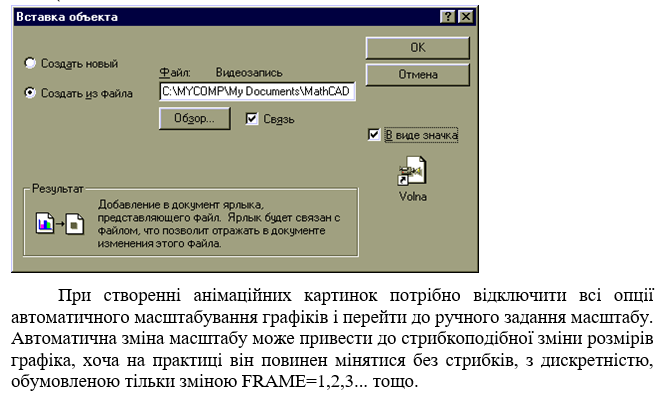 Вставка объекта
Создать новый
Создать из файла
Файл: Видеозапись
C:\MYCOMP\My Documents\MathCAD
Обзор...
Связь
OK
Отмена
В виде значка
Volna
Результат
Добавление в документ ярлыка,
представляющего файл. Ярлык будет связан с
файлом, что позволит отражать в документе
изменения этого файла.
При створенні анімаційних картинок потрібно відключити всі опції
автоматичного масштабування графіків і перейти до ручного задання масштабу.
Автоматична зміна масштабу може привести до стрибкоподібної зміни розмірів
графіка, хоча на практиці він повинен мінятися без стрибків, з дискретністю,
обумовленою тільки зміною FRAME=1,2,3... тощо.